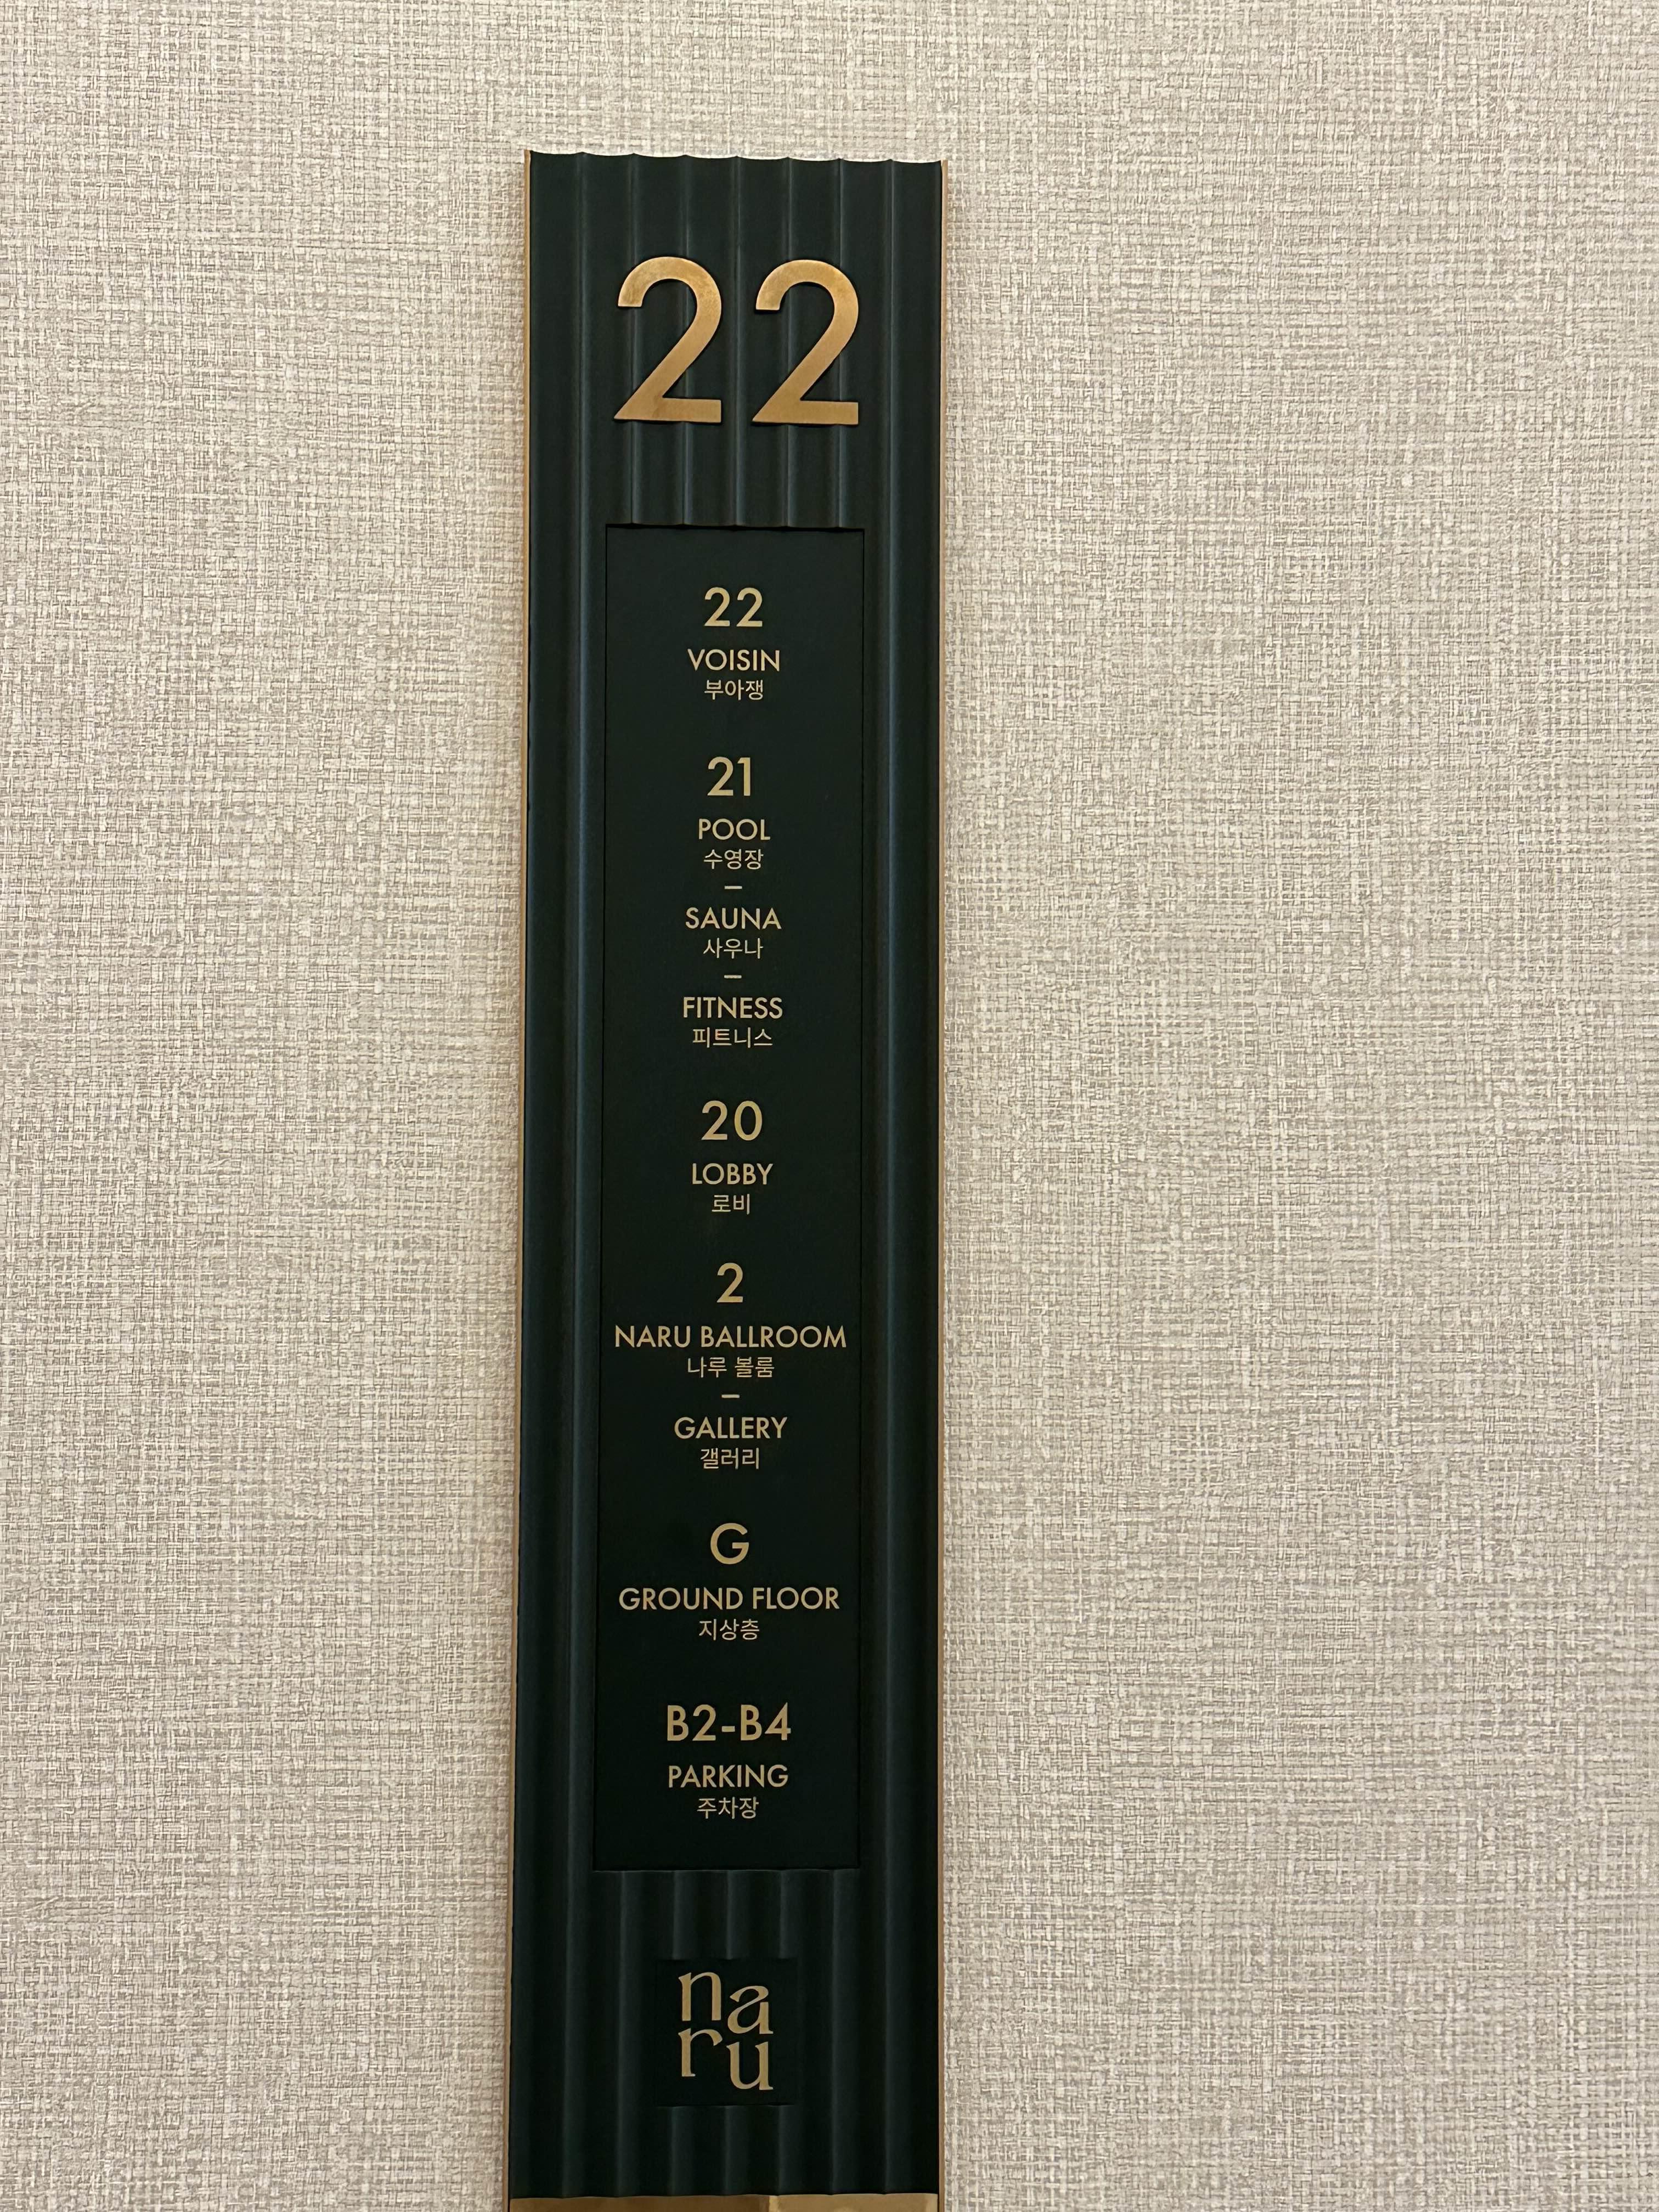 22
22
VOISIN
부아쟁
21
POOL
수영장
–
SAUNA
사우나
–
FITNESS
피트니스
20
LOBBY
로비
2
NARU BALLROOM
나루 볼룸
–
GALLERY
갤러리
G
GROUND FLOOR
지상층
B2-B4
PARKING
주차장
na
ru